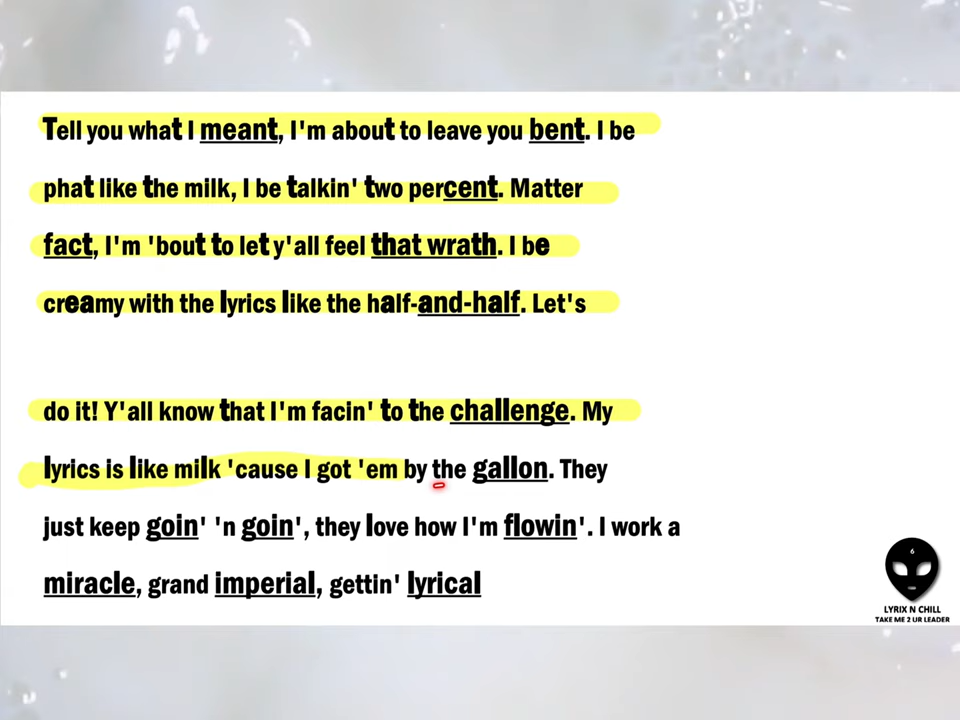 Tell you what I meant, I'm about to leave you bent. I be
phat like the milk, I be talkin' two percent. Matter
fact, I'm 'bout to let y'all feel that wrath. I be
creamy with the lyrics like the half-and-half. Let's
do it! Y'all know that I'm facin' to the challenge. My
lyrics is like milk 'cause I got 'em by the gallon. They
just keep goin' 'n goin', they love how I'm flowin'. I work a
miracle, grand imperial, gettin' lyrical
6
LYRIX N CHILL
TAKE ME 2 UR LEADER